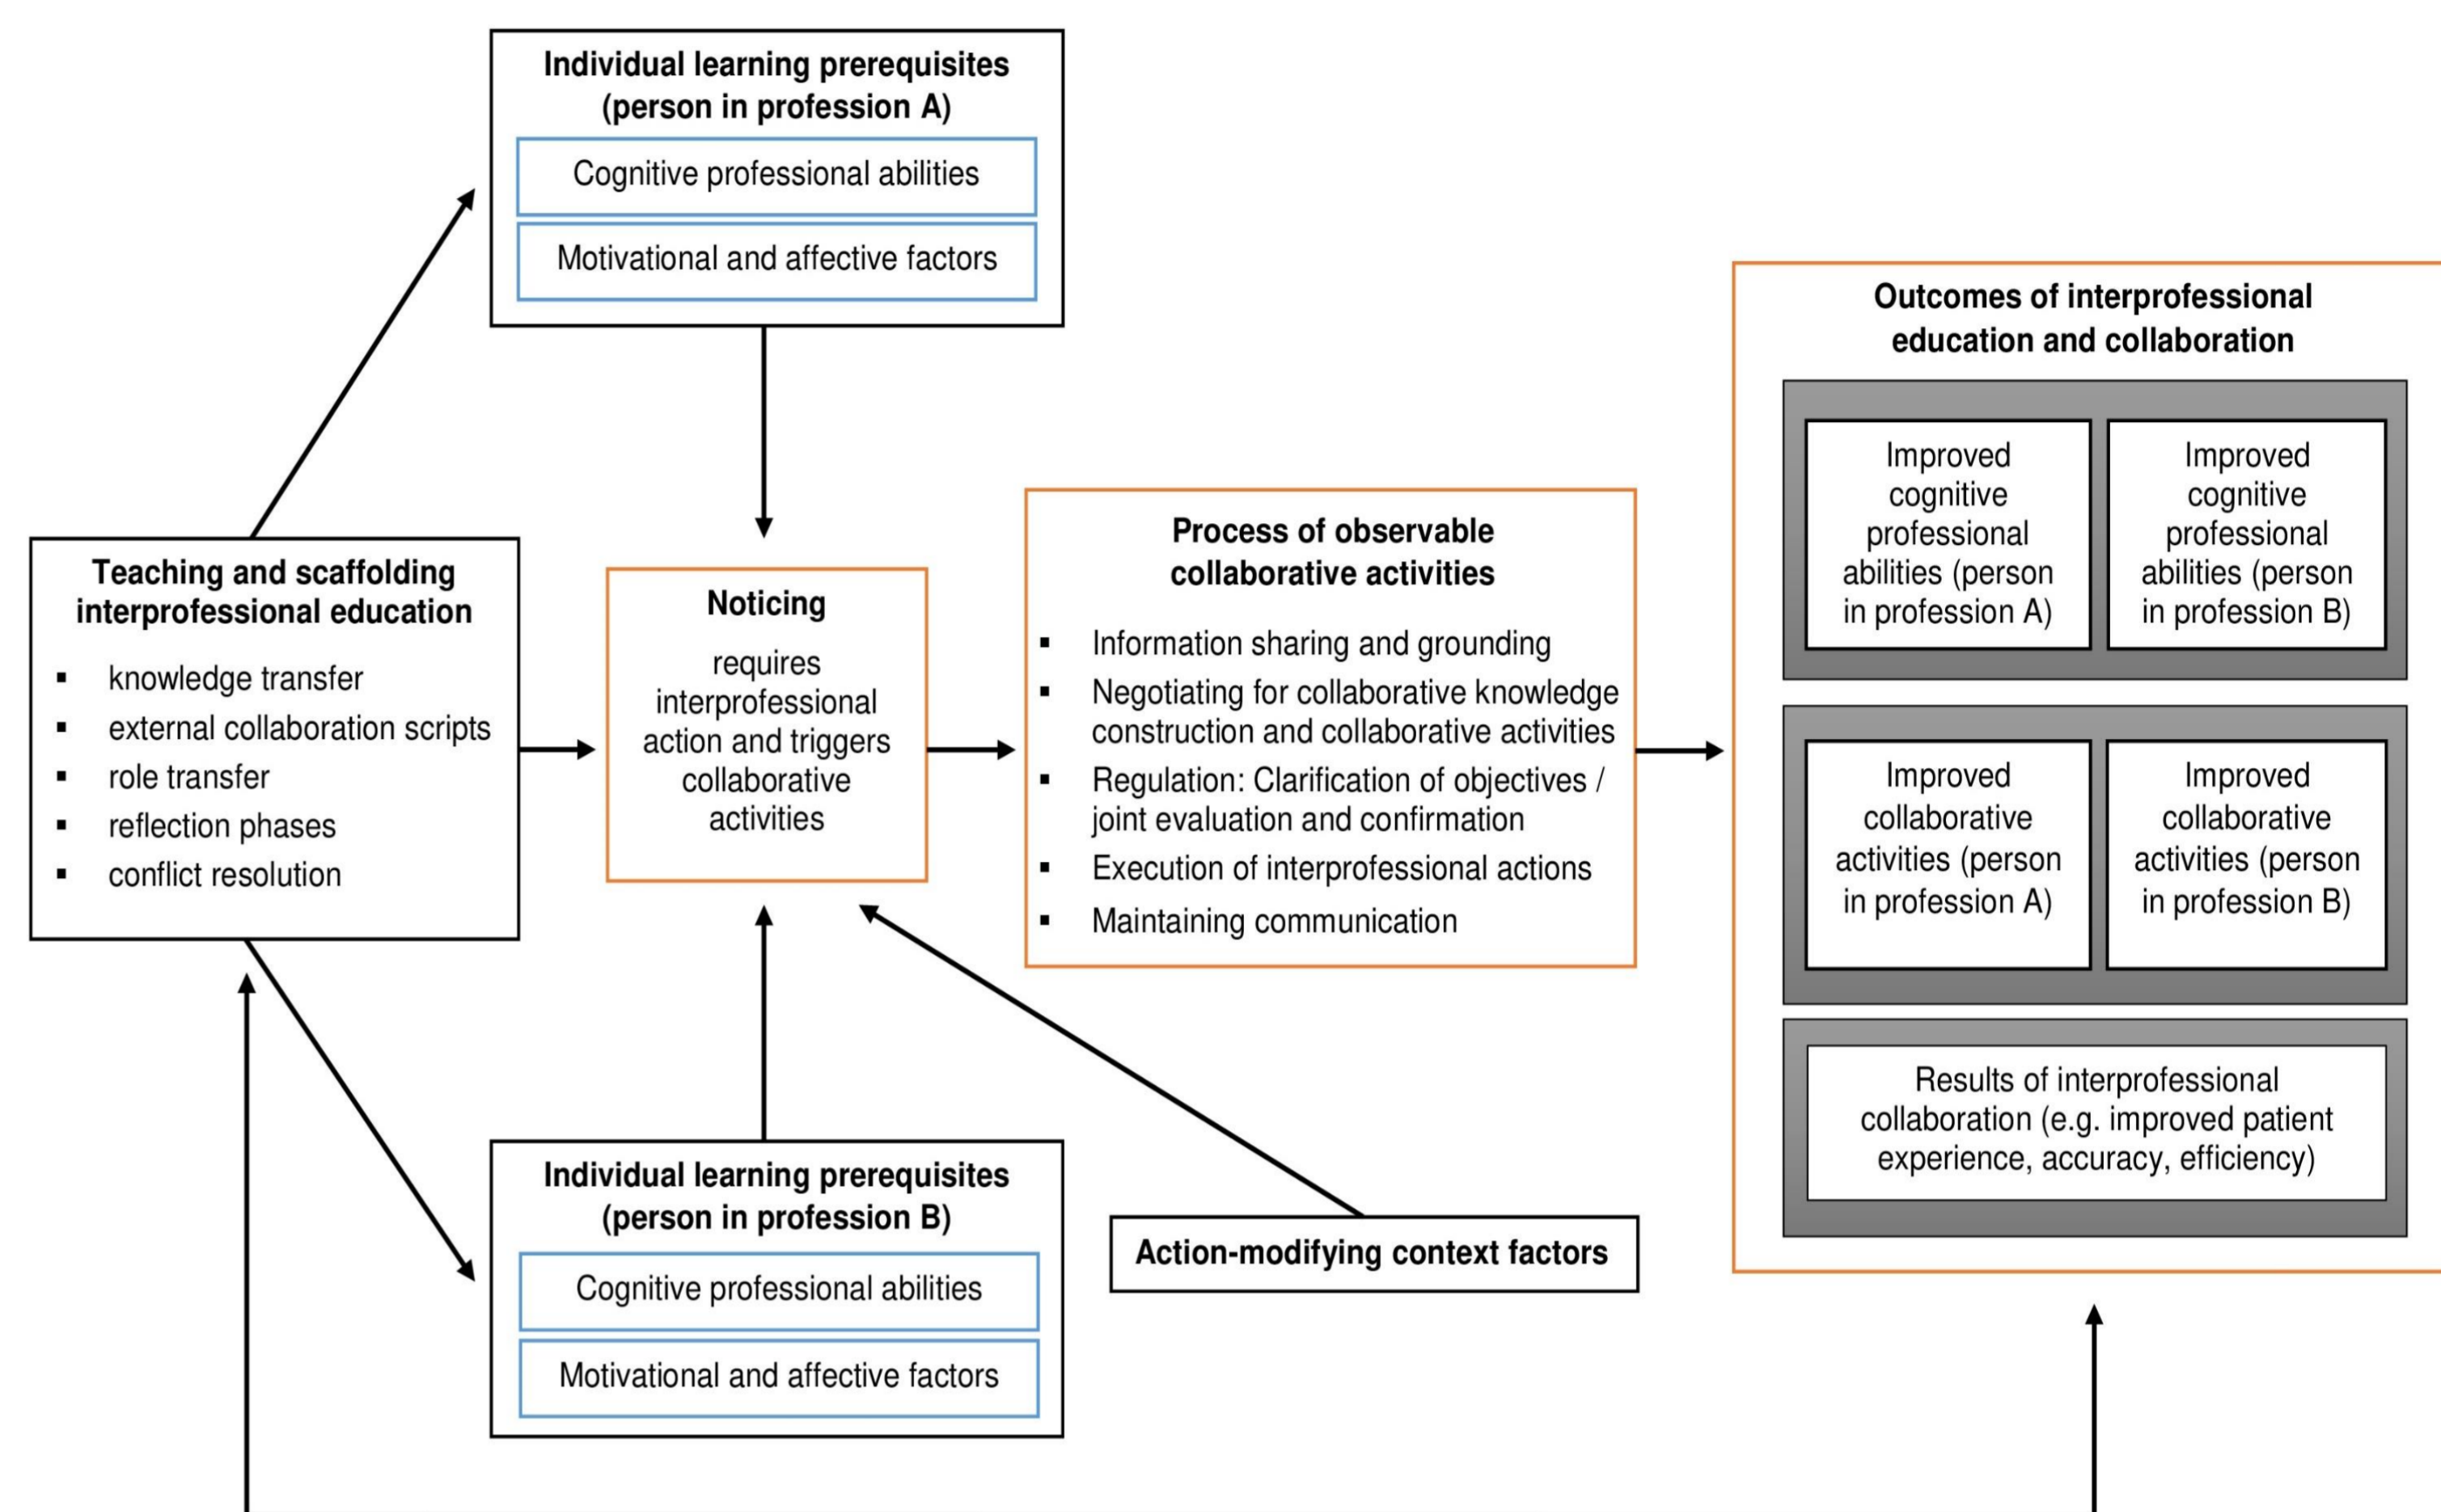 Individual learning prerequisites
(person in profession A)
Cognitive professional abilities
Motivational and affective factors
Teaching and scaffolding
interprofessional education
▪ knowledge transfer
▪ external collaboration scripts
▪ role transfer
▪ reflection phases
▪ conflict resolution
Noticing
requires
interprofessional
action and triggers
collaborative
activities
Process of observable
collaborative activities
▪ Information sharing and grounding
▪ Negotiating for collaborative knowledge
construction and collaborative activities
▪ Regulation: Clarification of objectives /
joint evaluation and confirmation
▪ Execution of interprofessional actions
▪ Maintaining communication
Individual learning prerequisites
(person in profession B)
Cognitive professional abilities
Motivational and affective factors
Action-modifying context factors
Outcomes of interprofessional
education and collaboration
Improved
cognitive
professional
abilities (person
in profession A)
Improved
cognitive
professional
abilities (person
in profession B)
Improved
collaborative
activities (person
in profession A)
Improved
collaborative
activities (person
in profession B)
Results of interprofessional
collaboration (e.g. improved patient
experience, accuracy, efficiency)